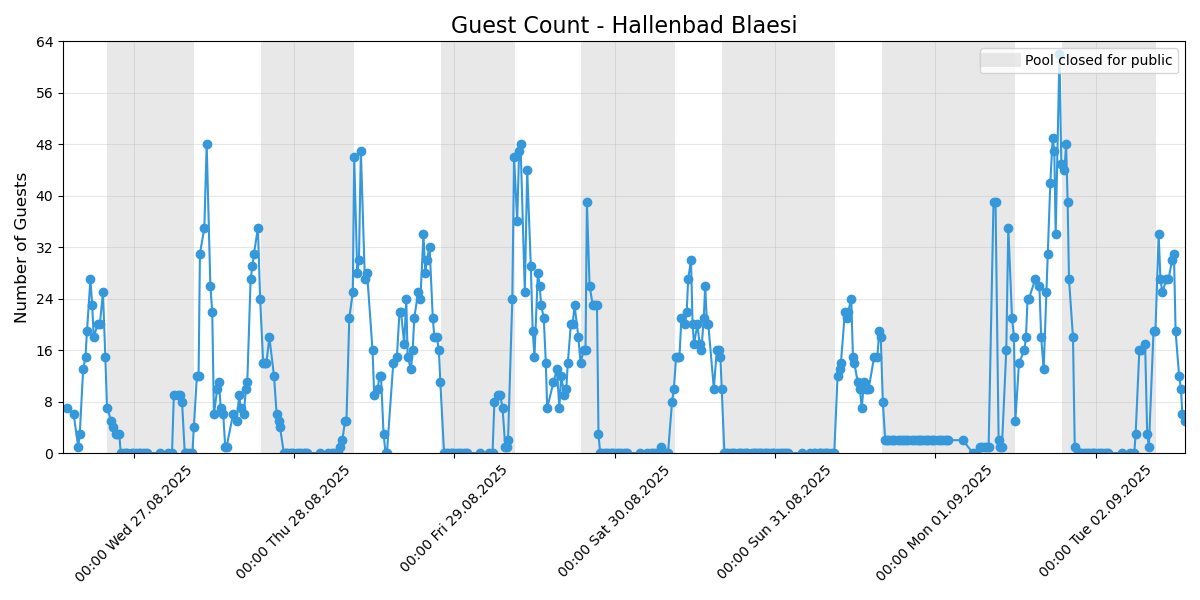 Guest Count - Hallenbad Blaesi
Pool closed for public
Number of Guests
64
56
48
40
32
24
16
8
0
00:00 Wed 27.08.2025
00:00 Thu 28.08.2025
00:00 Fri 29.08.2025
00:00 Sat 30.08.2025
00:00 Sun 31.08.2025
00:00 Mon 01.09.2025
00:00 Tue 02.09.2025